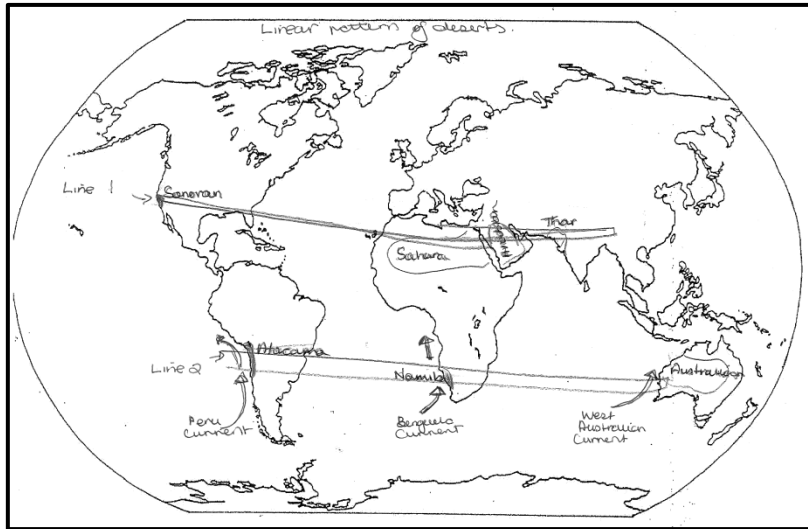 Linear pattern of deserts.
Line 1
Sonoran
Thar
Sahara
Atacama
Line 2
Namib
Australian
Peru
Current
Benguela
Current
West
Australian
Current